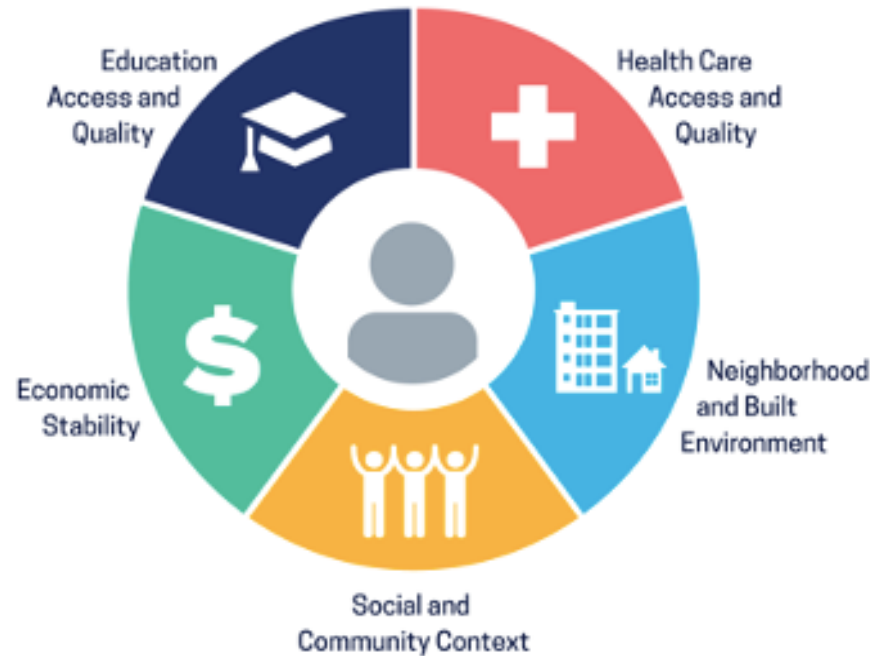 Education
Access and
Quality
Health Care
Access and
Quality
$
Economic
Stability
Neighborhood
and Built
Environment
Social and
Community Context